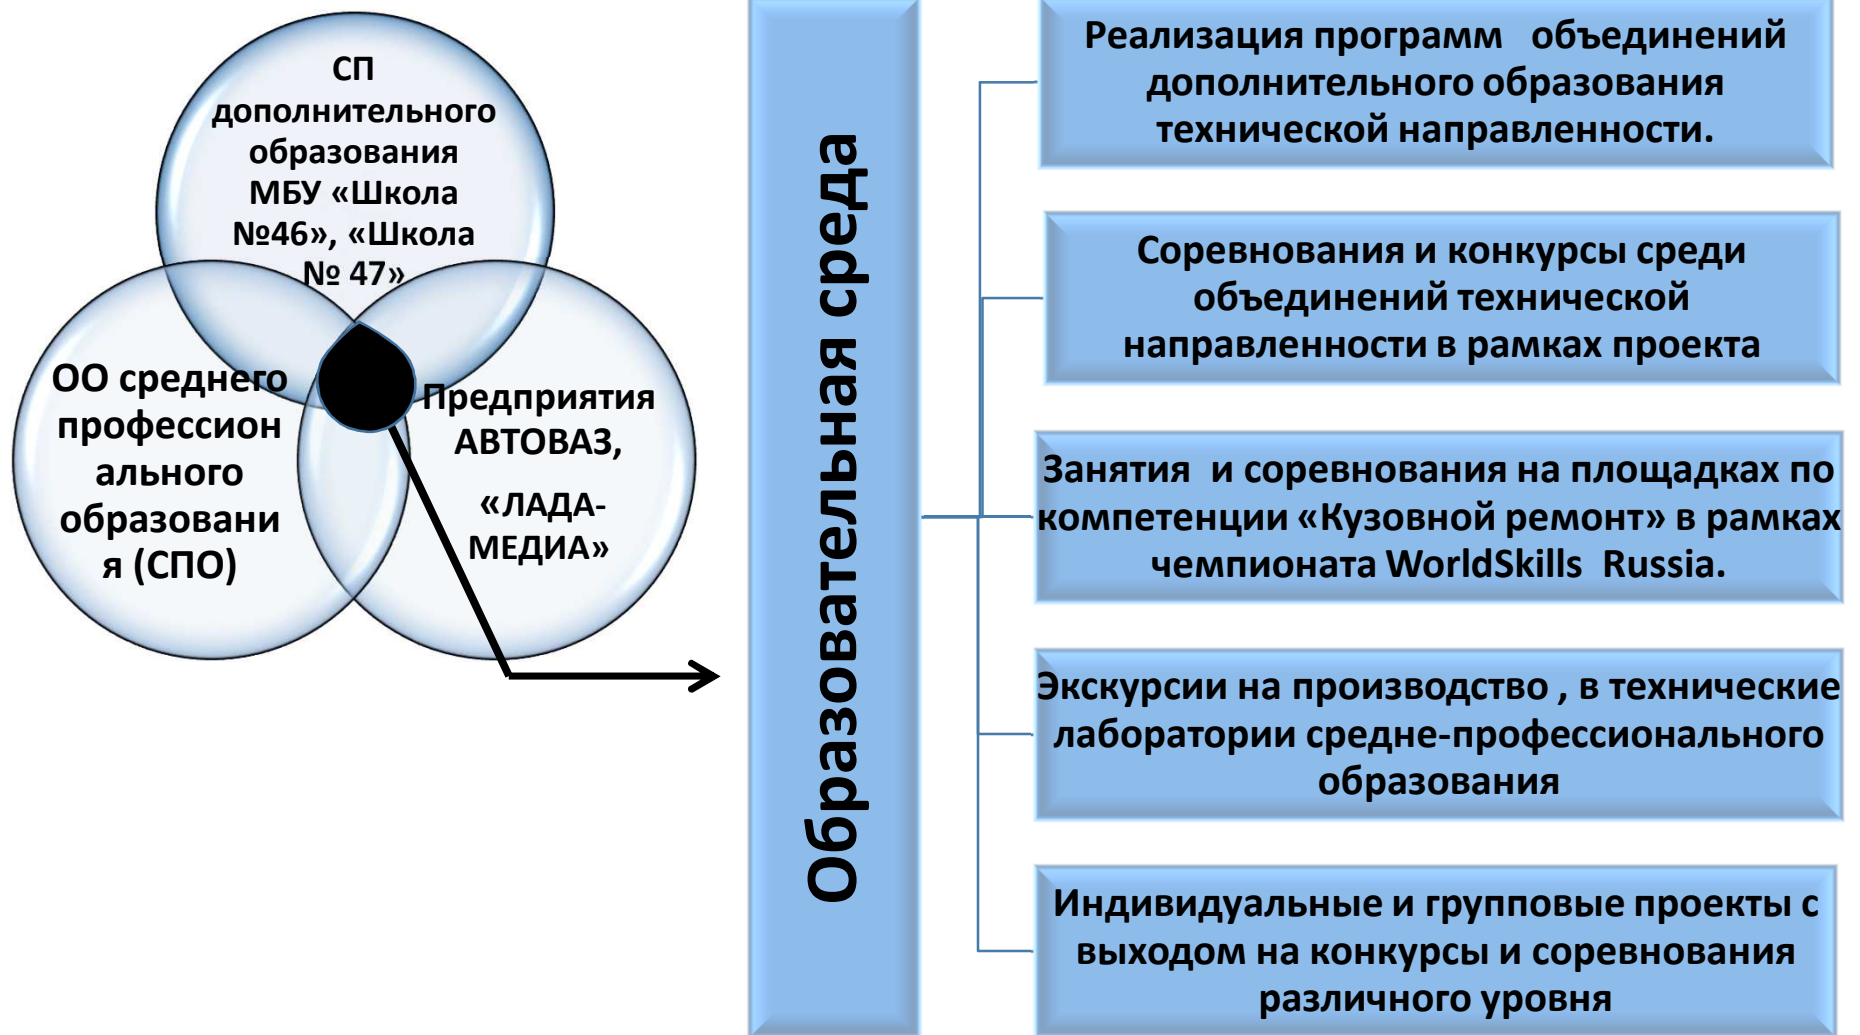 СП
дополнительного
образования
МБУ «Школа
№46», «Школа
№ 47»
ОО среднего
профессион
ального
образовани
я (СПО)
Предприятия
АВТОВАЗ,
«ЛАДА-
МЕДИА»
Образовательная среда
Реализация программ объединений
дополнительного образования
технической направленности.
Соревнования и конкурсы среди
объединений технической
направленности в рамках проекта
Занятия и соревнования на площадках по
компетенции «Кузовной ремонт» в рамках
чемпионата WorldSkills Russia.
Экскурсии на производство , в технические
лаборатории средне-профессионального
образования
Индивидуальные и групповые проекты с
выходом на конкурсы и соревнования
различного уровня